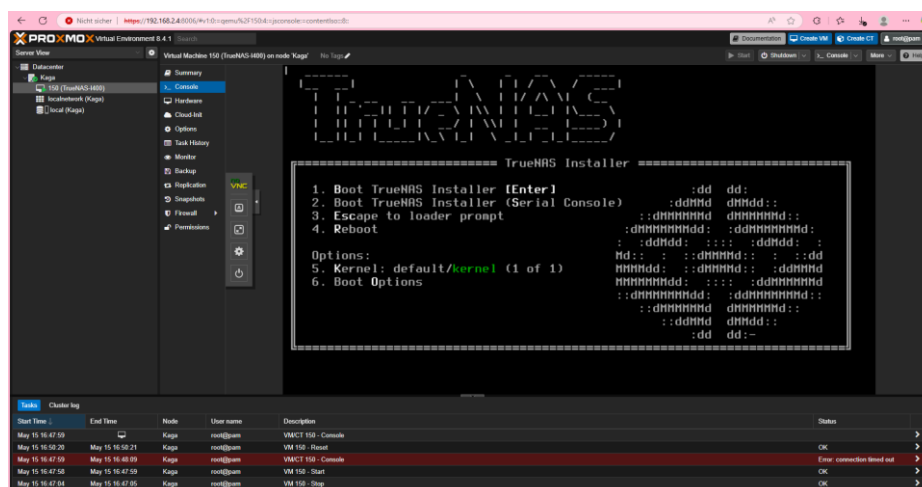 Nicht sicher https://192.168.2.4:8006/#v1:0:=qemu%2F150:4:=jsconsole:=contentIso::8::
PROXMOX Virtual Environment 8.4.1 Search
Documentation Create VM Create CT root@pam
Server View
Virtual Machine 150 (TrueNAS-I400) on node 'Kaga' No Tags
Start Shutdown Console More Help
Datacenter
Kaga
150 (TrueNAS-I400)
localnetwork (Kaga)
local (Kaga)
Summary
Console
Hardware
Cloud-Init
Options
Task History
Monitor
Backup
Replication
Snapshots
Firewall
Permissions
VNC
TrueNAS
TrueNAS Installer
1. Boot TrueNAS Installer [Enter]
2. Boot TrueNAS Installer (Serial Console)
3. Escape to loader prompt
4. Reboot
Options:
5. Kernel: default/kernel (1 of 1)
6. Boot Options
Tasks Cluster log
Start Time End Time Node User name Description Status
May 15 16:47:59 Kaga root@pam VM/CT 150 - Console
May 15 16:50:20 May 15 16:50:21 Kaga root@pam VM 150 - Reset OK
May 15 16:47:59 May 15 16:48:09 Kaga root@pam VM/CT 150 - Console Error: connection timed out
May 15 16:47:58 May 15 16:47:59 Kaga root@pam VM 150 - Start OK
May 15 16:47:04 May 15 16:47:05 Kaga root@pam VM 150 - Stop OK